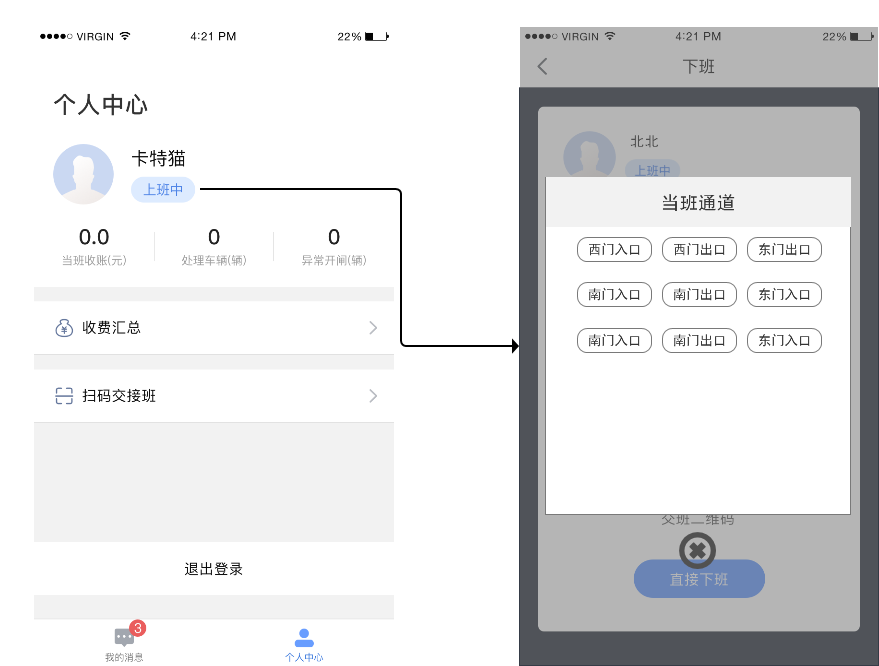 VIRGIN 4:21 PM 22%
个人中心
卡特猫
上班中
0.0 0 0
当班收账(元) 处理车辆(辆) 异常开闸(辆)
收费汇总
扫码交接班
退出登录
3
我的消息 个人中心
VIRGIN 4:21 PM 22%
下班
北北
上班中
当班通道
西门入口 西门出口 东门出口
南门入口 南门出口 东门入口
南门入口 南门出口 东门入口
交班二维码
直接下班